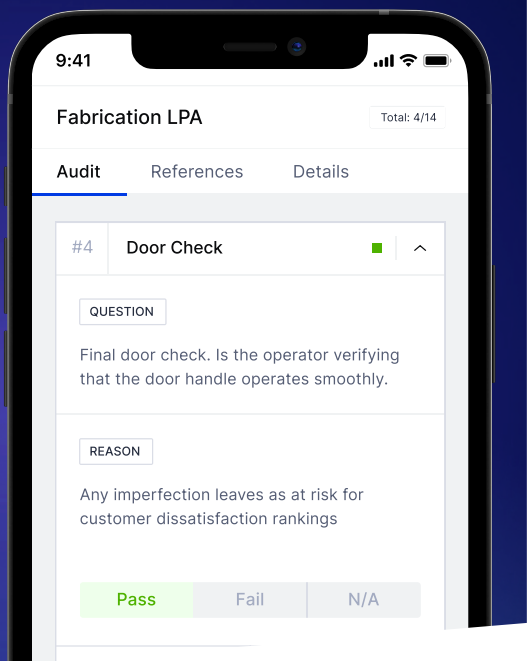 9:41
Fabrication LPA
Total: 4/14
Audit References Details
#4 Door Check
QUESTION
Final door check. Is the operator verifying
that the door handle operates smoothly.
REASON
Any imperfection leaves as at risk for
customer dissatisfaction rankings
Pass Fail N/A